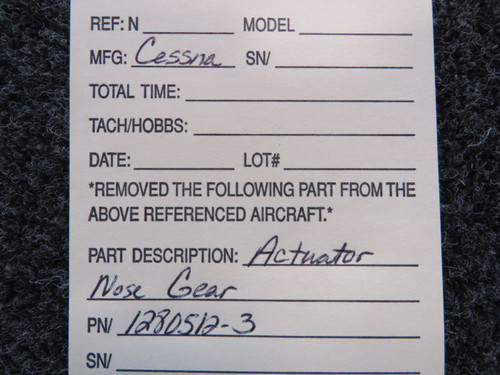 REF: N MODEL
MFG: Cessna SN/
TOTAL TIME:
TACH/HOBBS:
DATE: LOT#
*REMOVED THE FOLLOWING PART FROM THE
ABOVE REFERENCED AIRCRAFT.*
PART DESCRIPTION: Actuator
Nose Gear
PN/ 1280512-3
SN/